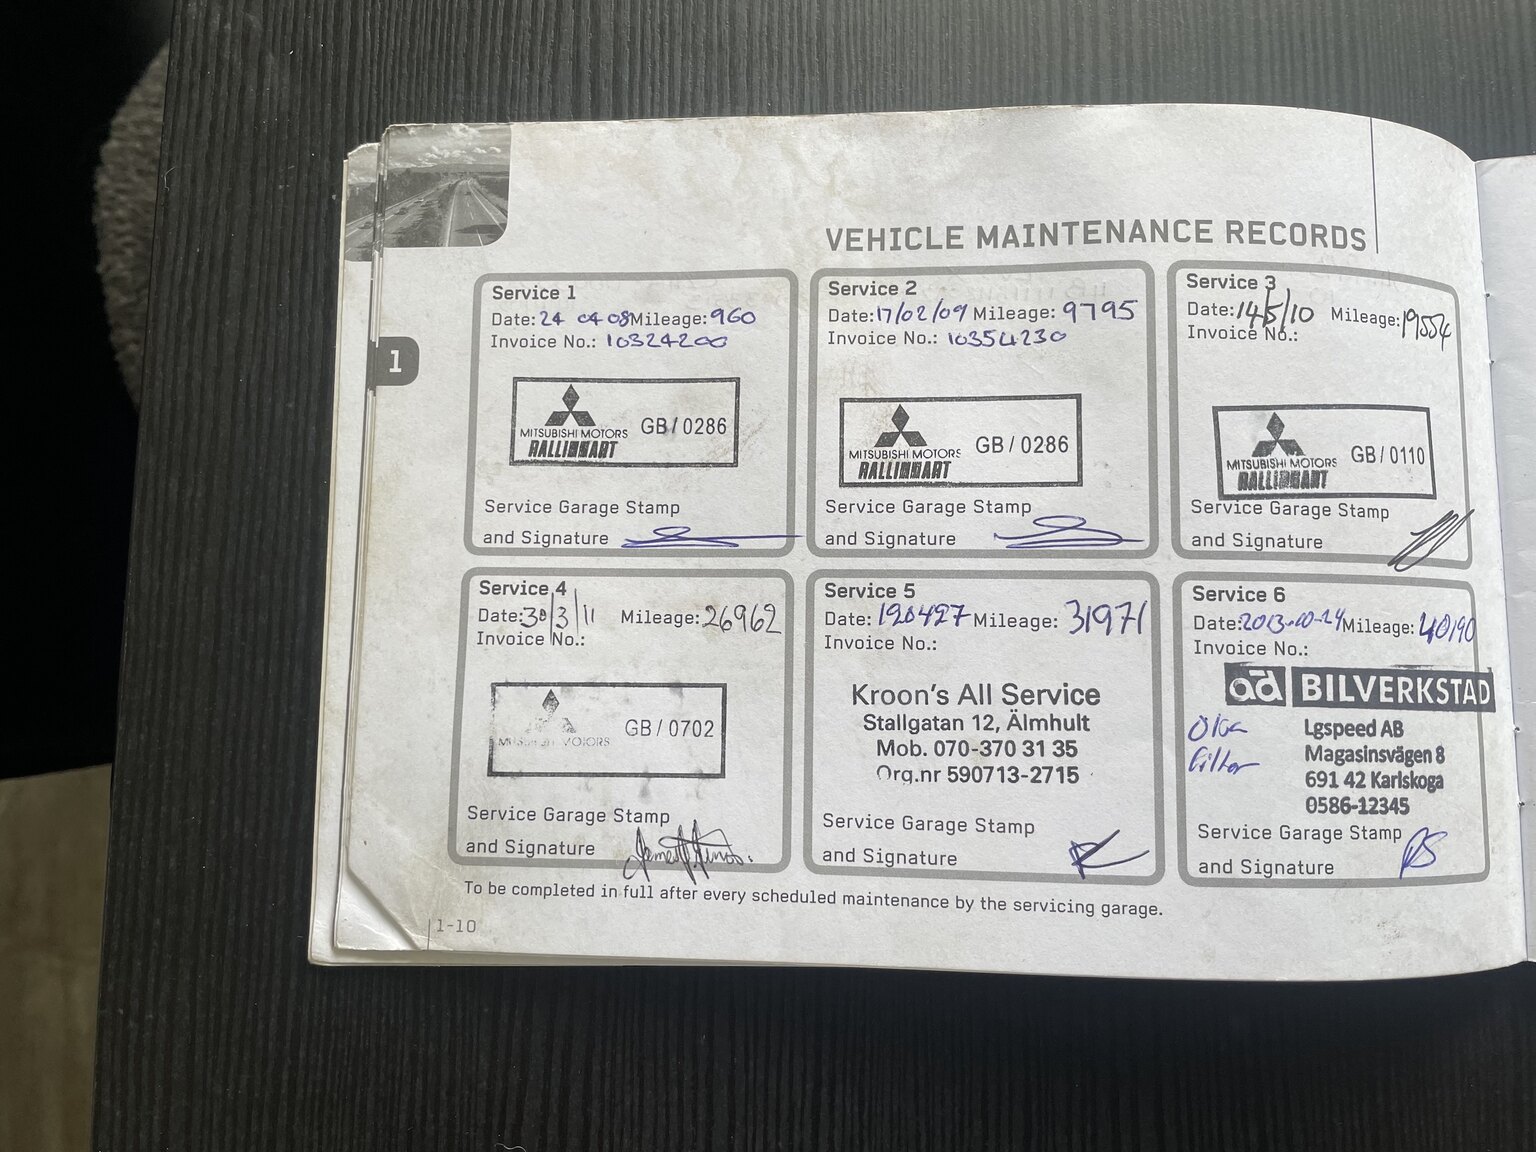 VEHICLE MAINTENANCE RECORDS
1
Service 1
Date: 24 04 08 Mileage: 960
Invoice No.: 10324200
MITSUBISHI MOTORS
RALLIART
GB/0286
Service Garage Stamp
and Signature
Service 2
Date: 17/02/09 Mileage: 9795
Invoice No.: 10354230
MITSUBISHI MOTORS
RALLIART
GB/0286
Service Garage Stamp
and Signature
Service 3
Date: 14/5/10 Mileage: 19554
Invoice No.:
MITSUBISHI MOTORS
RALLIART
GB/0110
Service Garage Stamp
and Signature
Service 4
Date: 30/3/11 Mileage: 26962
Invoice No.:
MITSUBISHI MOTORS
GB/0702
Service Garage Stamp
and Signature
Service 5
Date: 120427 Mileage: 31971
Invoice No.:
Kroon's All Service
Stallgatan 12, Älmhult
Mob. 070-370 31 35
Org.nr 590713-2715
Service Garage Stamp
and Signature
Service 6
Date: 2013-10-24 Mileage: 40190
Invoice No.:
ad BILVERKSTAD
Olja
Filter
Lgspeed AB
Magasinsvägen 8
691 42 Karlskoga
0586-12345
Service Garage Stamp
and Signature
To be completed in full after every scheduled maintenance by the servicing garage.
1-10